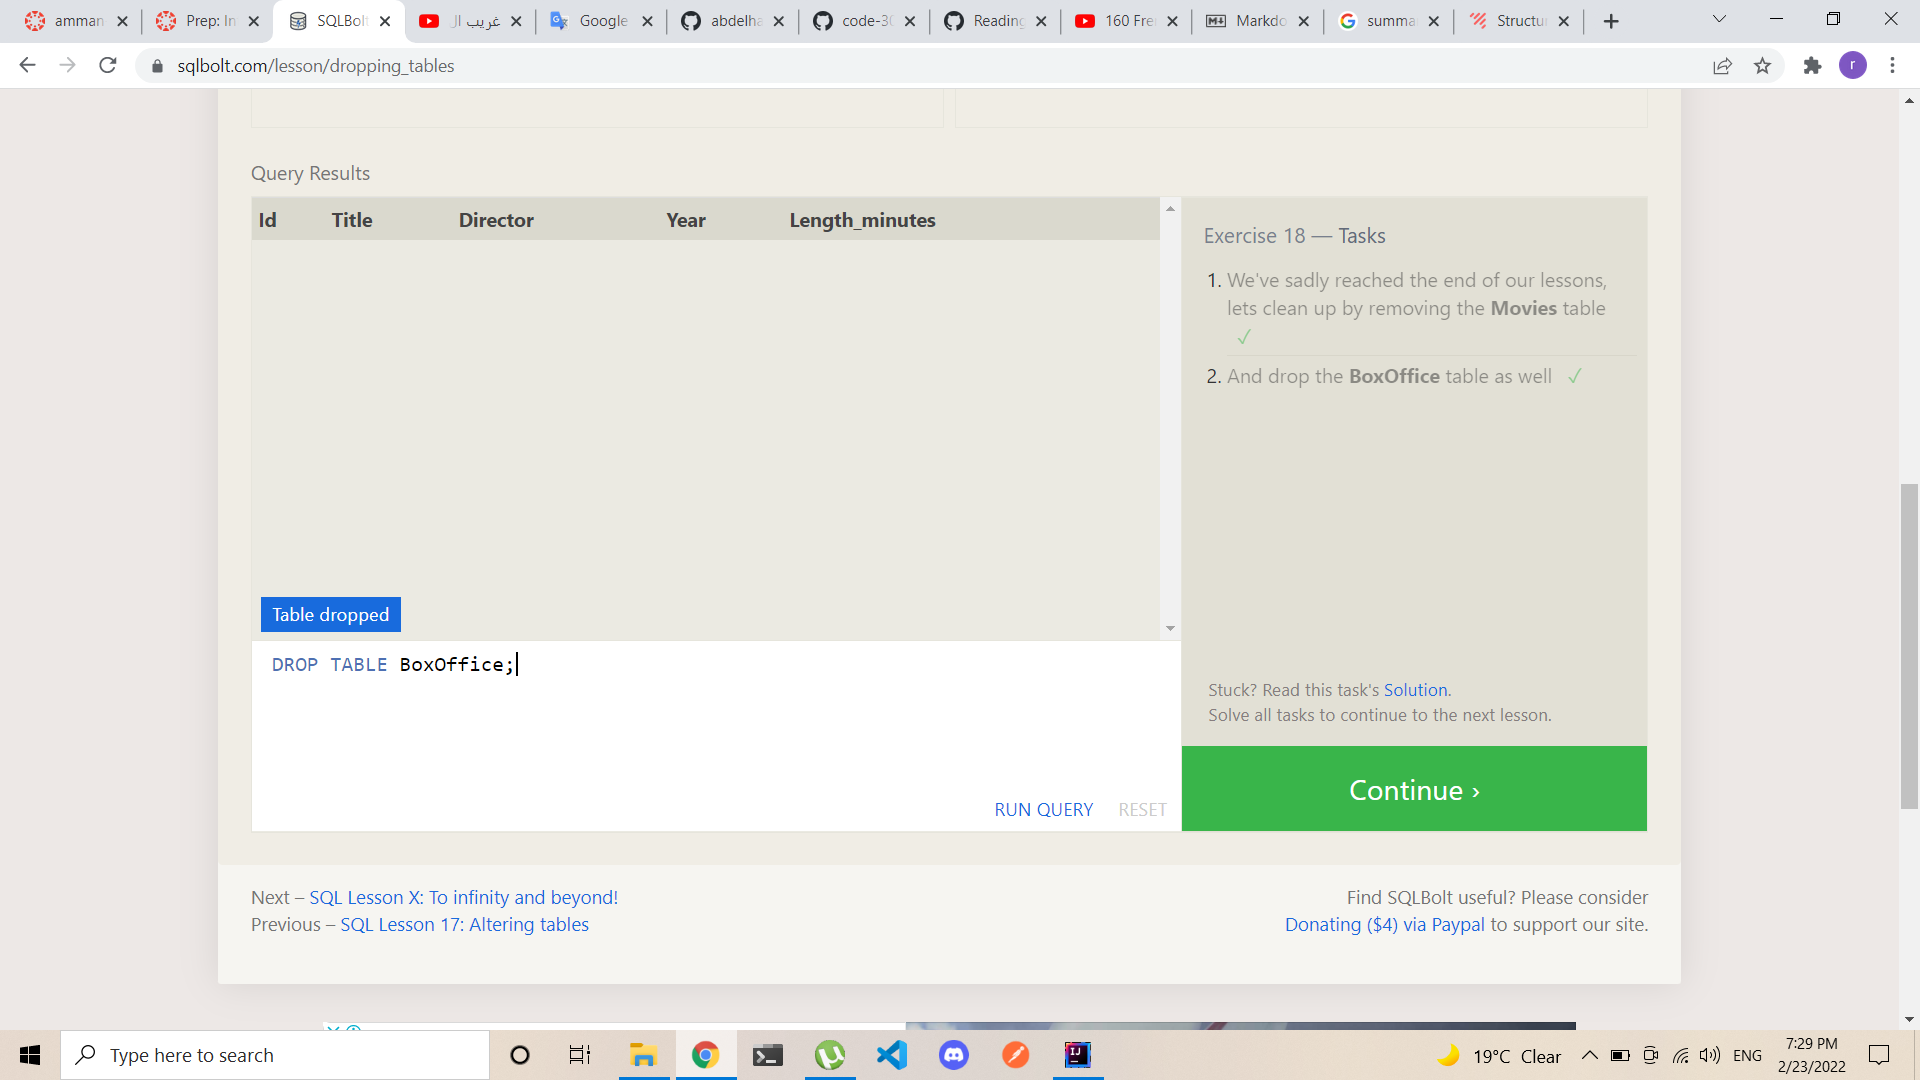 amman
Prep: In
SQLBolt
غريب ال
Google
abdelha
code-30
Reading
160 Fre
Markdo
summa
Structu
sqlbolt.com/lesson/dropping_tables
r
Query Results
Id Title Director Year Length_minutes
Table dropped
DROP TABLE BoxOffice;
RUN QUERY RESET
Exercise 18 — Tasks
1. We've sadly reached the end of our lessons,
lets clean up by removing the Movies table
✓
2. And drop the BoxOffice table as well ✓
Stuck? Read this task's Solution.
Solve all tasks to continue to the next lesson.
Continue ›
Next – SQL Lesson X: To infinity and beyond!
Previous – SQL Lesson 17: Altering tables
Find SQLBolt useful? Please consider
Donating ($4) via Paypal to support our site.
Type here to search
19°C Clear
ENG
7:29 PM
2/23/2022